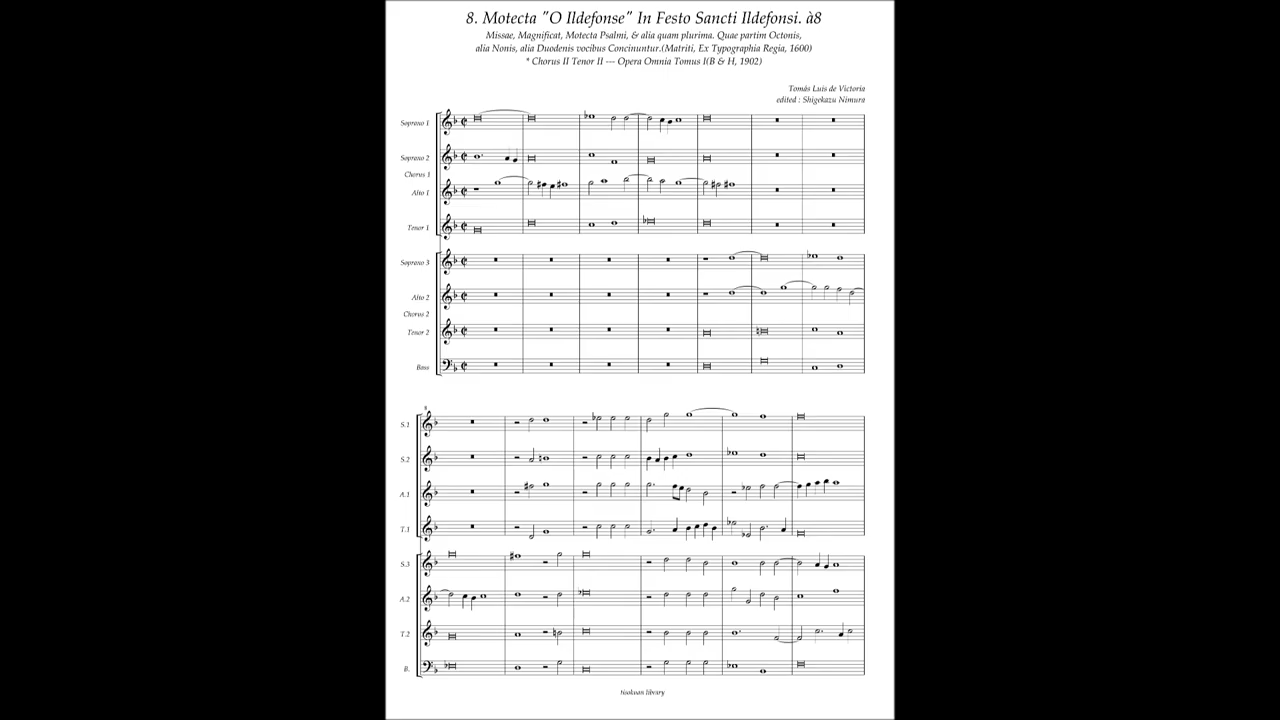 8. Motecta "O Ildefonse" In Festo Sancti Ildefonsi. à8
Missae, Magnificat, Motecta Psalmi, & alia quam plurima. Quae partim Octonis,
alia Nonis, alia Duodenis vocibus Concinuntur.(Matriti, Ex Typographia Regia, 1600)
* Chorus II Tenor II --- Opera Omnia Tomus I(B & H, 1902)
Tomás Luis de Victoria
edited : Shigekazu Nimura
Soprano 1
Soprano 2
Chorus 1
Alto 1
Tenor 1
Soprano 3
Alto 2
Chorus 2
Tenor 2
Bass
8
S.1
S.2
A.1
T.1
S.3
A.2
T.2
B.
library